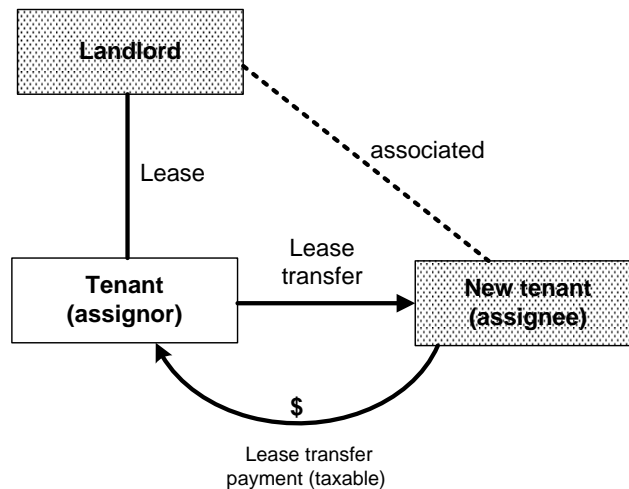 Landlord
associated
Lease
Lease
transfer
Tenant
(assignor)
New tenant
(assignee)
$
Lease transfer
payment (taxable)